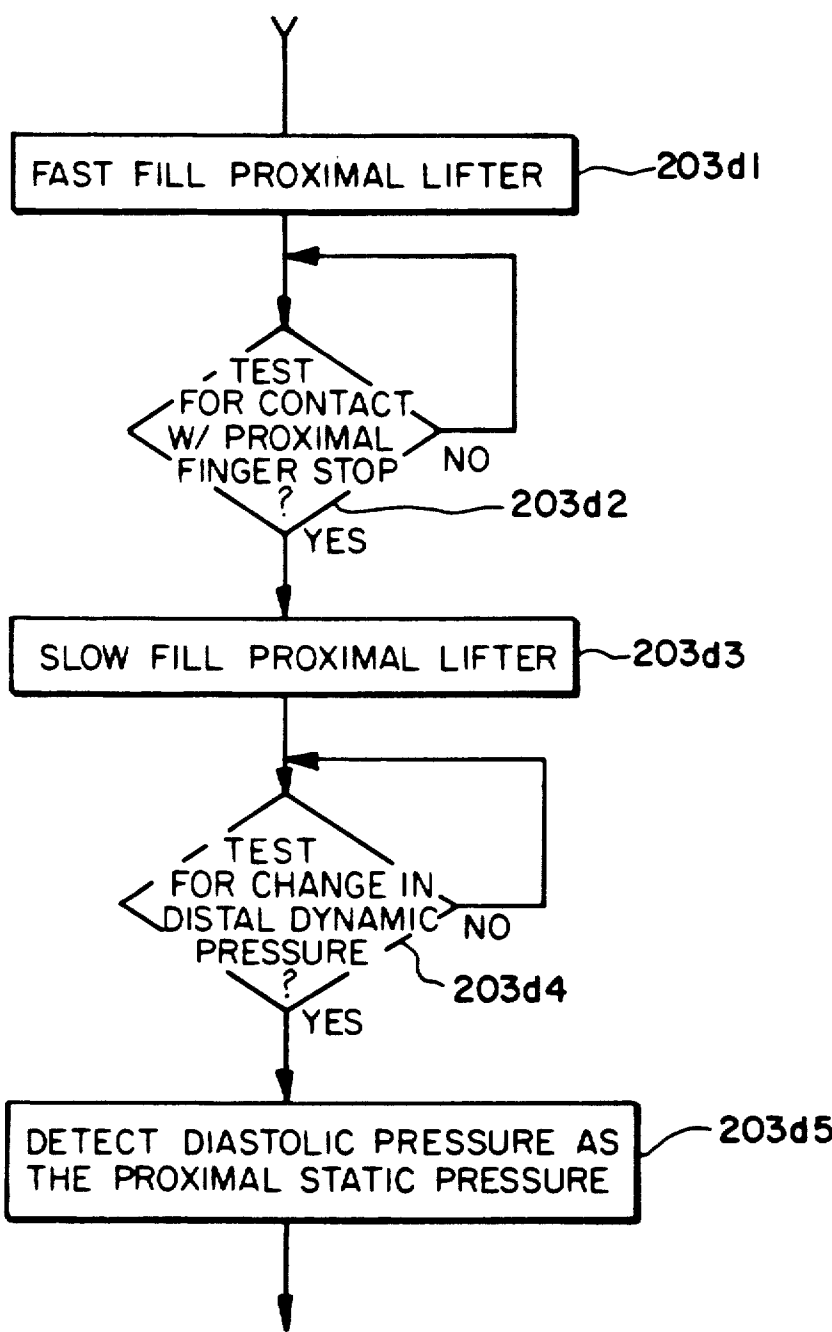 FAST FILL PROXIMAL LIFTER
203d1
TEST
FOR CONTACT
W/ PROXIMAL
FINGER STOP
?
NO
203d2
YES
SLOW FILL PROXIMAL LIFTER
203d3
TEST
FOR CHANGE IN
DISTAL DYNAMIC
PRESSURE
?
NO
203d4
YES
DETECT DIASTOLIC PRESSURE AS
THE PROXIMAL STATIC PRESSURE
203d5